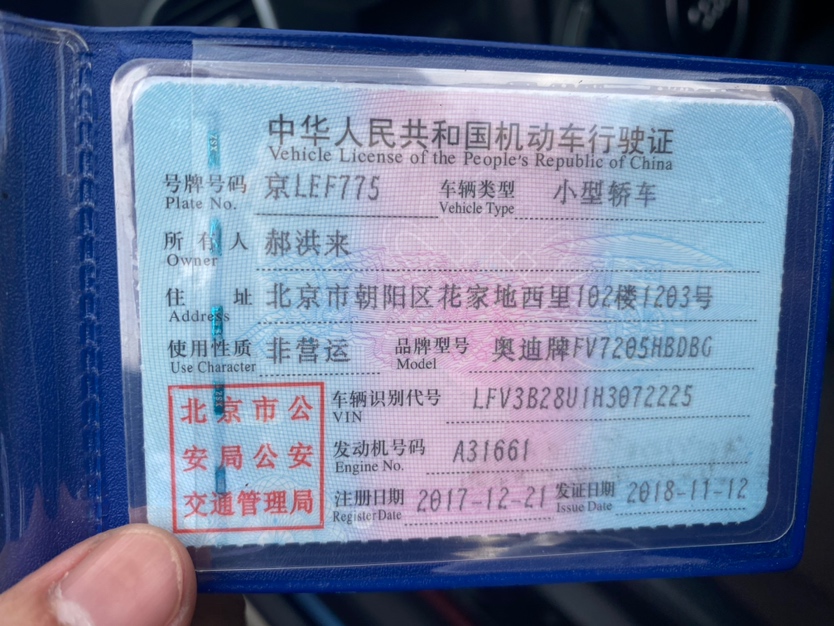 中华人民共和国机动车行驶证
Vehicle License of the People's Republic of China
号牌号码 京LEF775 车辆类型 小型轿车
Plate No. Vehicle Type
所有人 郝洪来
Owner
住址 北京市朝阳区花家地西里102楼1203号
Address
使用性质 非营运 品牌型号 奥迪牌FV7205HBDBG
Use Character Model
北京市公安局公安交通管理局
车辆识别代号 LFV3B28U1H3072225
VIN
发动机号码 A31661
Engine No.
注册日期 2017-12-21 发证日期 2018-11-12
Register Date Issue Date